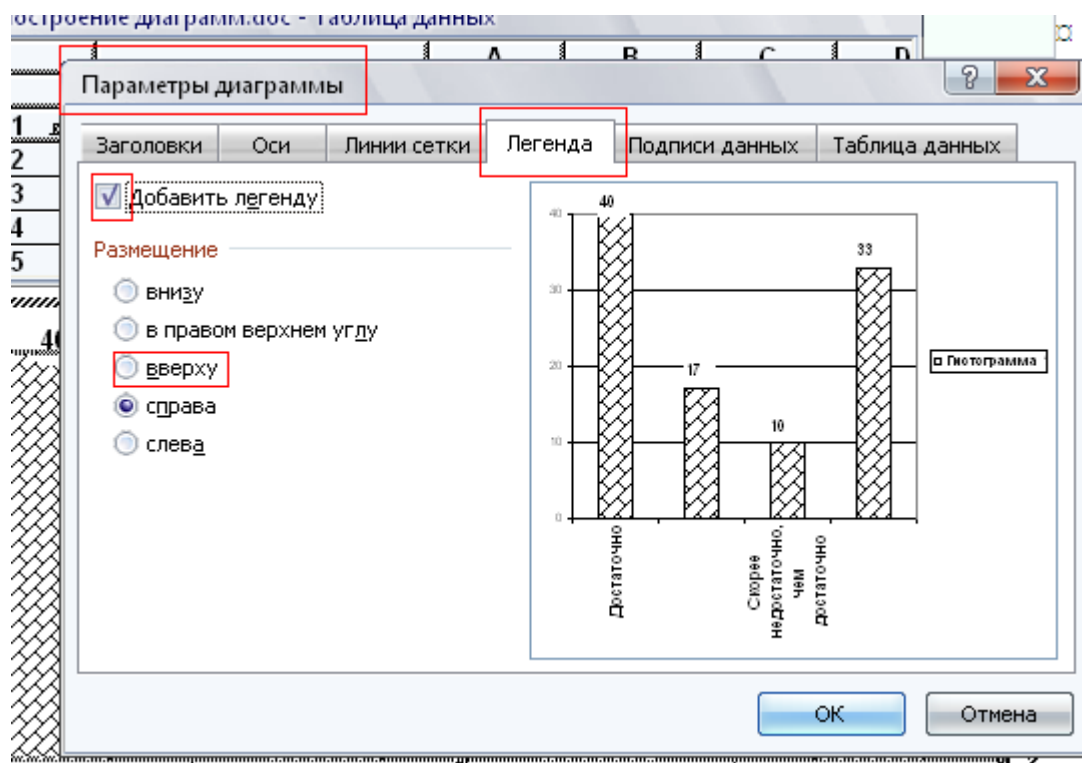 остроение диаграмм.doc - Таблица данных
A B C D
Параметры диаграммы
1
2
3
4
5
Заголовки Оси Линии сетки Легенда Подписи данных Таблица данных
Добавить легенду
Размещение
внизу
в правом верхнем углу
вверху
справа
слева
40
40
33
30
20
17
10
10
0
Гистограмма
Достаточно
Скорее
недостаточно,
чем
достаточно
ОК Отмена